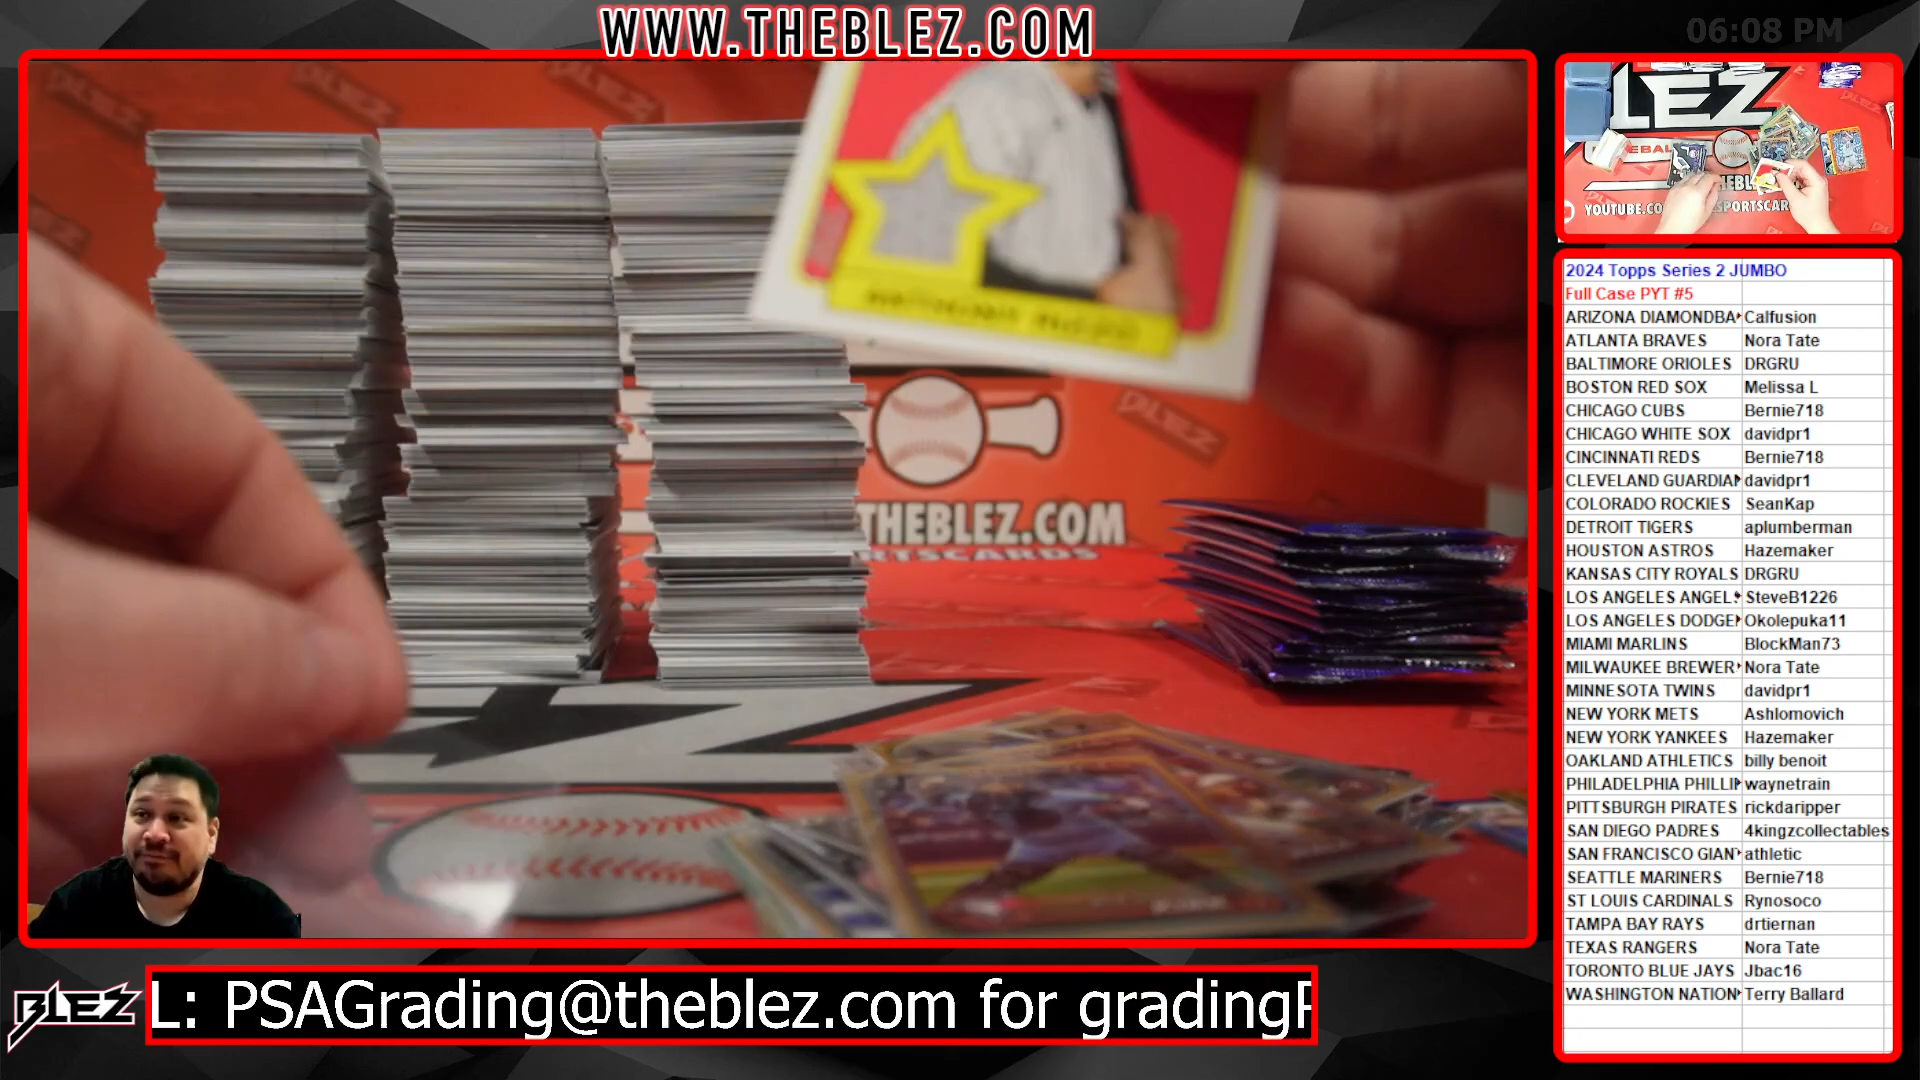 WWW.THEBLEZ.COM
06:08 PM
BLEZ
BLEZ
BLEZ
BLEZ
THEBLEZ.COM
LEZ
YOUTUBE.CO
2024 Topps Series 2 JUMBO
Full Case PYT #5
ARIZONA DIAMONDBA Calfusion
ATLANTA BRAVES Nora Tate
BALTIMORE ORIOLES DRGRU
BOSTON RED SOX Melissa L
CHICAGO CUBS Bernie718
CHICAGO WHITE SOX davidpr1
CINCINNATI REDS Bernie718
CLEVELAND GUARDIAN davidpr1
COLORADO ROCKIES SeanKap
DETROIT TIGERS aplumberman
HOUSTON ASTROS Hazemaker
KANSAS CITY ROYALS DRGRU
LOS ANGELES ANGELS SteveB1226
LOS ANGELES DODGE Okolepuka11
MIAMI MARLINS BlockMan73
MILWAUKEE BREWER Nora Tate
MINNESOTA TWINS davidpr1
NEW YORK METS Ashlomovich
NEW YORK YANKEES Hazemaker
OAKLAND ATHLETICS billy benoit
PHILADELPHIA PHILLI waynetrain
PITTSBURGH PIRATES rickdaripper
SAN DIEGO PADRES 4kingzcollectables
SAN FRANCISCO GIAN athletic
SEATTLE MARINERS Bernie718
ST LOUIS CARDINALS Rynosoco
TAMPA BAY RAYS drtiernan
TEXAS RANGERS Nora Tate
TORONTO BLUE JAYS Jbac16
WASHINGTON NATION Terry Ballard
BLEZ
L: PSAGrading@theblez.com for grading